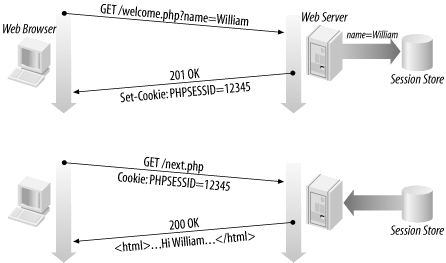 GET /welcome.php?name=William
Web Browser
Web Server
name=William
201 OK
Set-Cookie: PHPSESSID=12345
Session Store
GET /next.php
Cookie: PHPSESSID=12345
200 OK
<html>...Hi William...</html>
Session Store